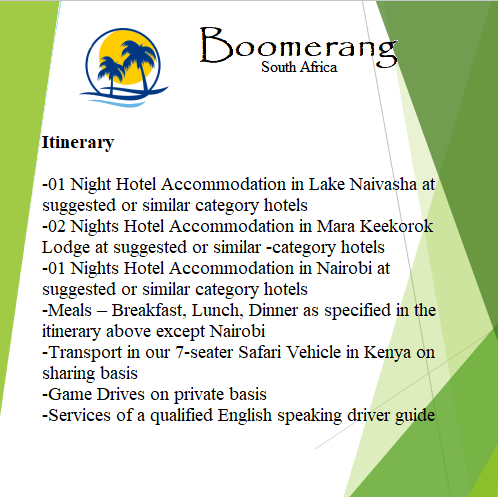 Boomerang
South Africa
Itinerary
-01 Night Hotel Accommodation in Lake Naivasha at
suggested or similar category hotels
-02 Nights Hotel Accommodation in Mara Keekorok
Lodge at suggested or similar -category hotels
-01 Nights Hotel Accommodation in Nairobi at
suggested or similar category hotels
-Meals – Breakfast, Lunch, Dinner as specified in the
itinerary above except Nairobi
-Transport in our 7-seater Safari Vehicle in Kenya on
sharing basis
-Game Drives on private basis
-Services of a qualified English speaking driver guide